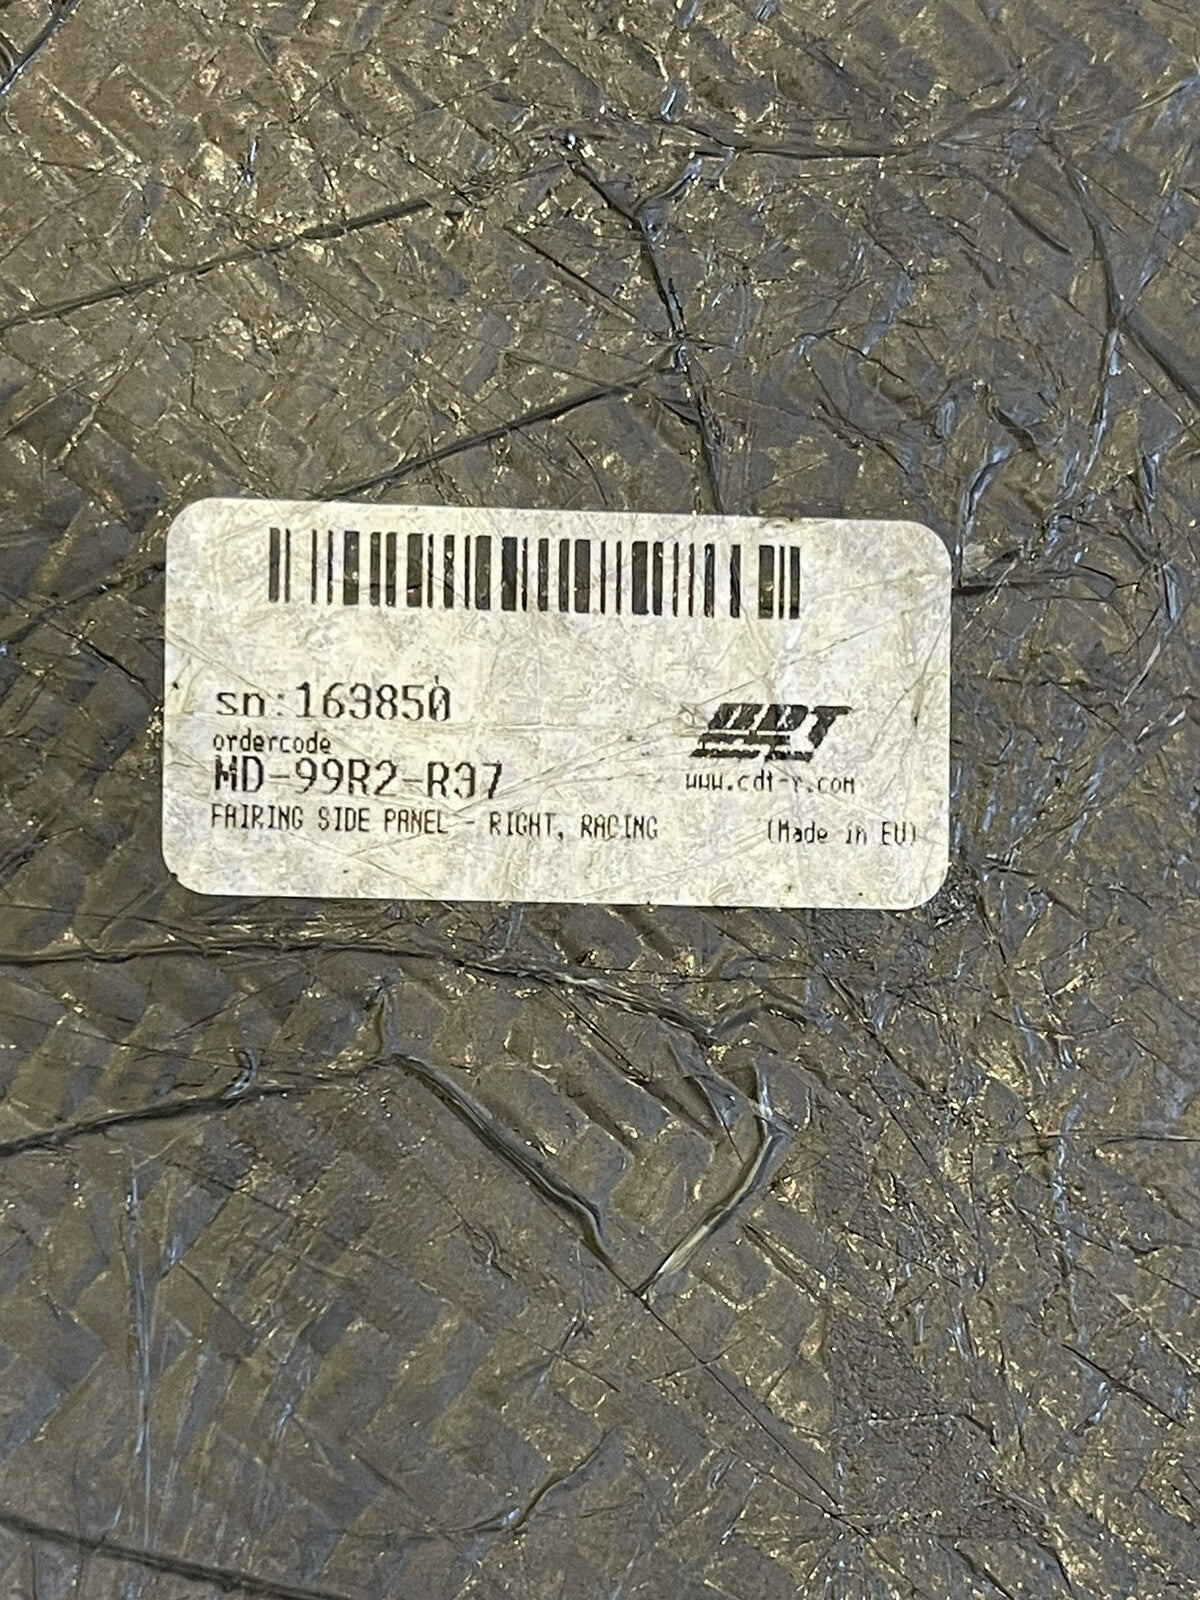 sn:163850
ordercode
MD-99R2-R37
FAIRING SIDE PANEL - RIGHT, RACING
www.cdt-r.com
(Made in EU)